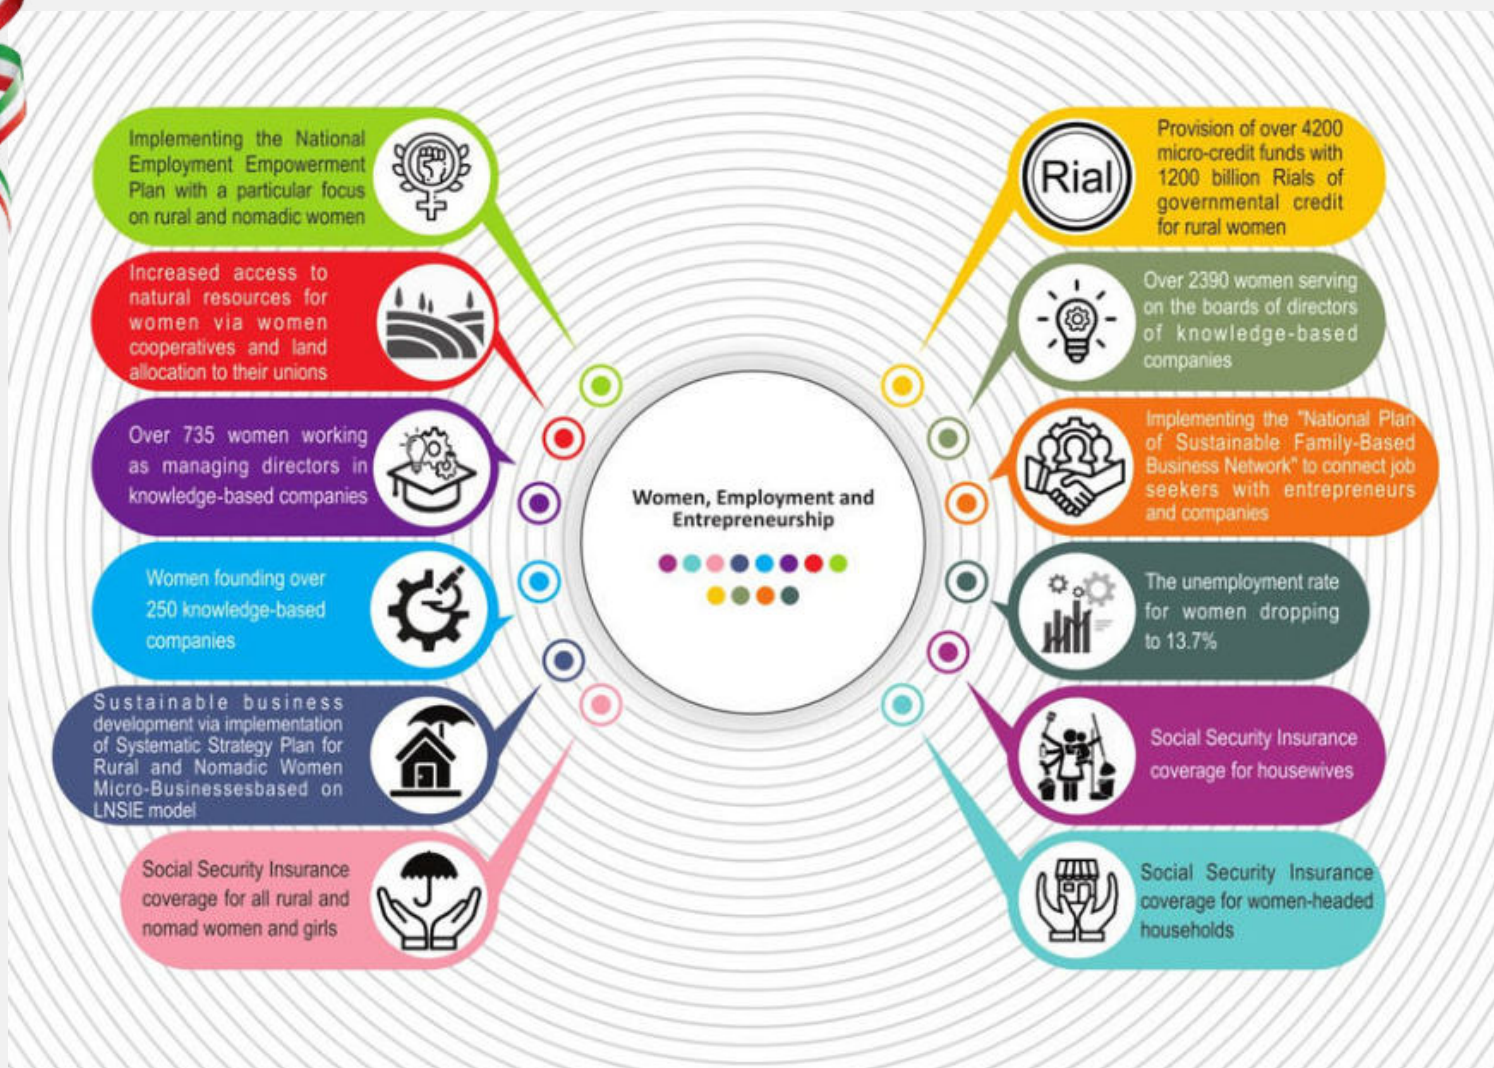 Implementing the National
Employment Empowerment
Plan with a particular focus
on rural and nomadic women
Increased access to
natural resources for
women via women
cooperatives and land
allocation to their unions
Over 735 women working
as managing directors in
knowledge-based companies
Women founding over
250 knowledge-based
companies
Sustainable business
development via implementation
of Systematic Strategy Plan for
Rural and Nomadic Women
Micro-Businessesbased on
LNSIE model
Social Security Insurance
coverage for all rural and
nomad women and girls
Women, Employment and
Entrepreneurship
Rial
Provision of over 4200
micro-credit funds with
1200 billion Rials of
governmental credit
for rural women
Over 2390 women serving
on the boards of directors
of knowledge-based
companies
Implementing the "National Plan
of Sustainable Family-Based
Business Network" to connect job
seekers with entrepreneurs
and companies
The unemployment rate
for women dropping
to 13.7%
Social Security Insurance
coverage for housewives
Social Security Insurance
coverage for women-headed
households